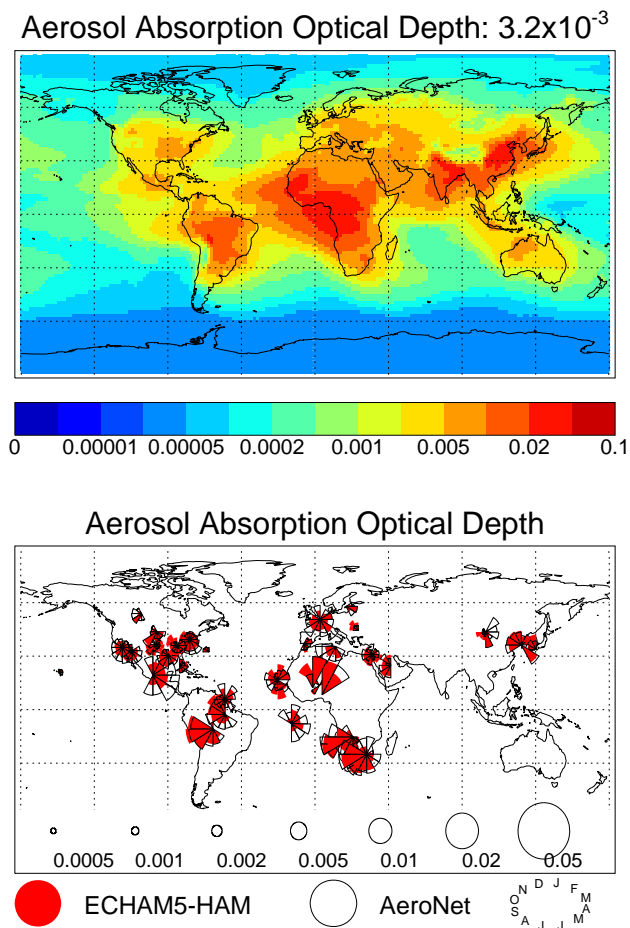 Aerosol Absorption Optical Depth: 3.2x10⁻³
0 0.00001 0.00005 0.0002 0.001 0.005 0.02 0.1
Aerosol Absorption Optical Depth
0.0005 0.001 0.002 0.005 0.01 0.02 0.05
ECHAM5-HAM AeroNet J F M A M J J A S O N D